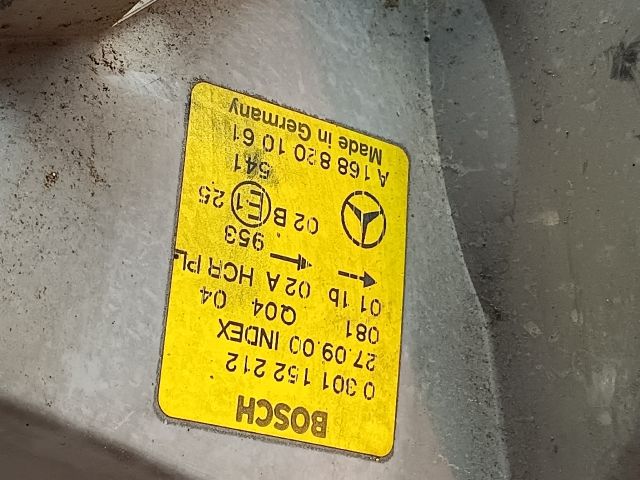 BOSCH
0 301 152 212
27.09.00 INDEX
081 Q04 04
01 1b 02 A HCR PL
953
02 B E1 25
541
A 168 820 10 61
Made in Germany